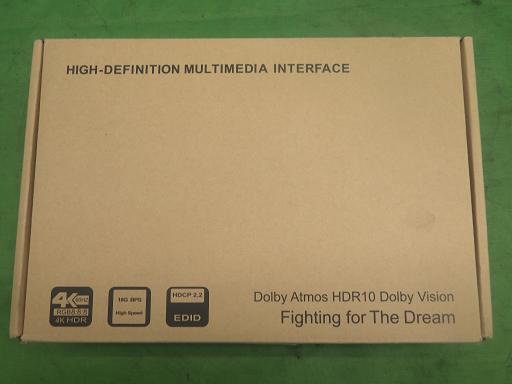 HIGH-DEFINITION MULTIMEDIA INTERFACE
4K 60HZ
RGB8.8.8
4K HDR
18G BPS
High Speed
HDCP 2.2
EDID
Dolby Atmos HDR10 Dolby Vision
Fighting for The Dream